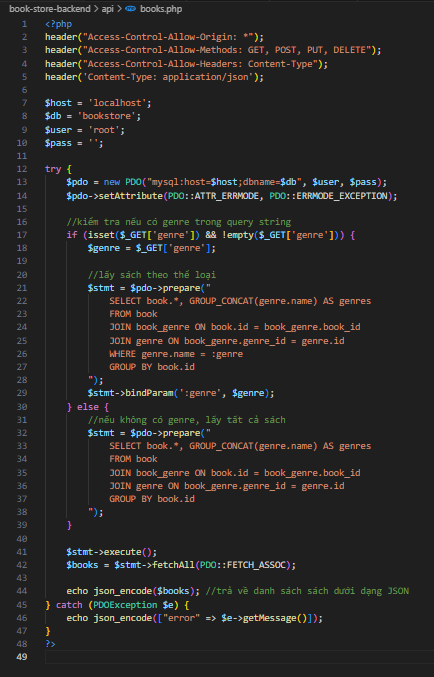 book-store-backend > api > books.php
1 <?php
2 header("Access-Control-Allow-Origin: *");
3 header("Access-Control-Allow-Methods: GET, POST, PUT, DELETE");
4 header("Access-Control-Allow-Headers: Content-Type");
5 header('Content-Type: application/json');
6
7 $host = 'localhost';
8 $db = 'bookstore';
9 $user = 'root';
10 $pass = '';
11
12 try {
13     $pdo = new PDO("mysql:host=$host;dbname=$db", $user, $pass);
14     $pdo->setAttribute(PDO::ATTR_ERRMODE, PDO::ERRMODE_EXCEPTION);
15
16     //kiểm tra nếu có genre trong query string
17     if (isset($_GET['genre']) && !empty($_GET['genre'])) {
18         $genre = $_GET['genre'];
19
20         //lấy sách theo thể loại
21         $stmt = $pdo->prepare("
22             SELECT book.*, GROUP_CONCAT(genre.name) AS genres
23             FROM book
24             JOIN book_genre ON book.id = book_genre.book_id
25             JOIN genre ON book_genre.genre_id = genre.id
26             WHERE genre.name = :genre
27             GROUP BY book.id
28         ");
29         $stmt->bindParam(':genre', $genre);
30     } else {
31         //nếu không có genre, lấy tất cả sách
32         $stmt = $pdo->prepare("
33             SELECT book.*, GROUP_CONCAT(genre.name) AS genres
34             FROM book
35             JOIN book_genre ON book.id = book_genre.book_id
36             JOIN genre ON book_genre.genre_id = genre.id
37             GROUP BY book.id
38         ");
39     }
40
41     $stmt->execute();
42     $books = $stmt->fetchAll(PDO::FETCH_ASSOC);
43
44     echo json_encode($books); //trả về danh sách sách dưới dạng JSON
45 } catch (PDOException $e) {
46     echo json_encode(["error" => $e->getMessage()]);
47 }
48 ?>
49